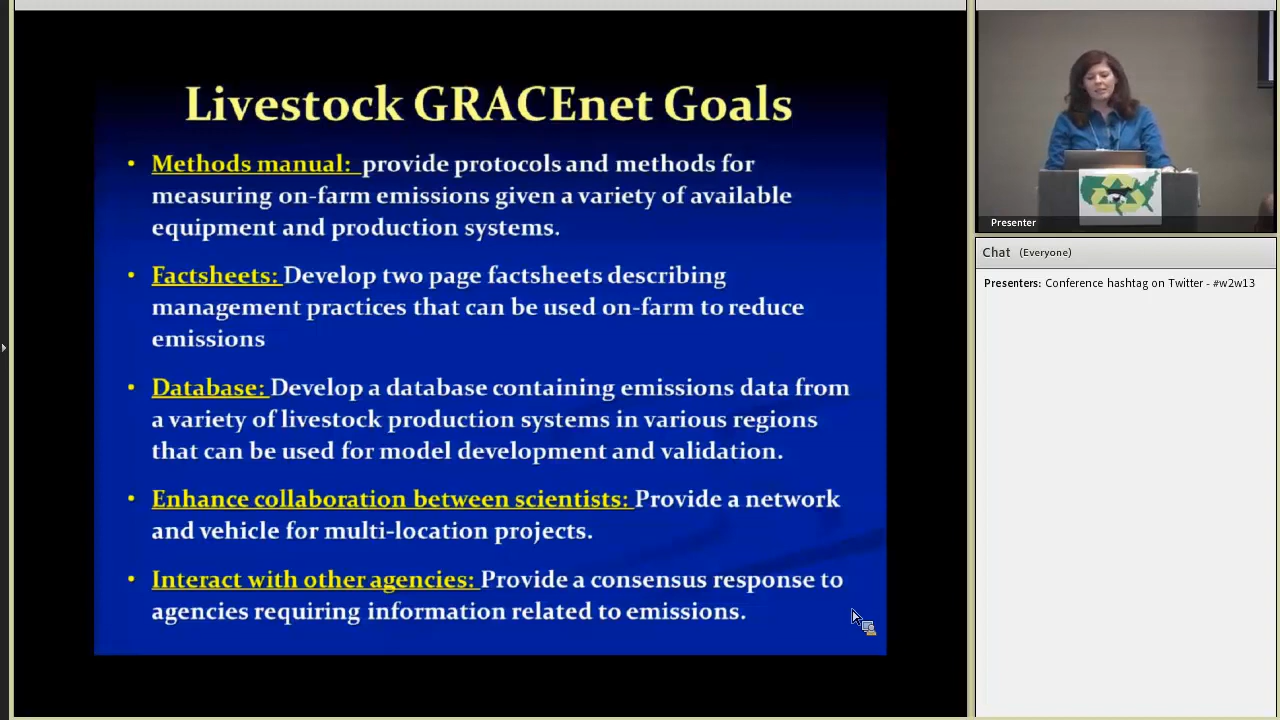 Livestock GRACEnet Goals
• Methods manual: provide protocols and methods for
measuring on-farm emissions given a variety of available
equipment and production systems.
• Factsheets: Develop two page factsheets describing
management practices that can be used on-farm to reduce
emissions
• Database: Develop a database containing emissions data from
a variety of livestock production systems in various regions
that can be used for model development and validation.
• Enhance collaboration between scientists: Provide a network
and vehicle for multi-location projects.
• Interact with other agencies: Provide a consensus response to
agencies requiring information related to emissions.
Presenter
Chat (Everyone)
Presenters: Conference hashtag on Twitter - #w2w13